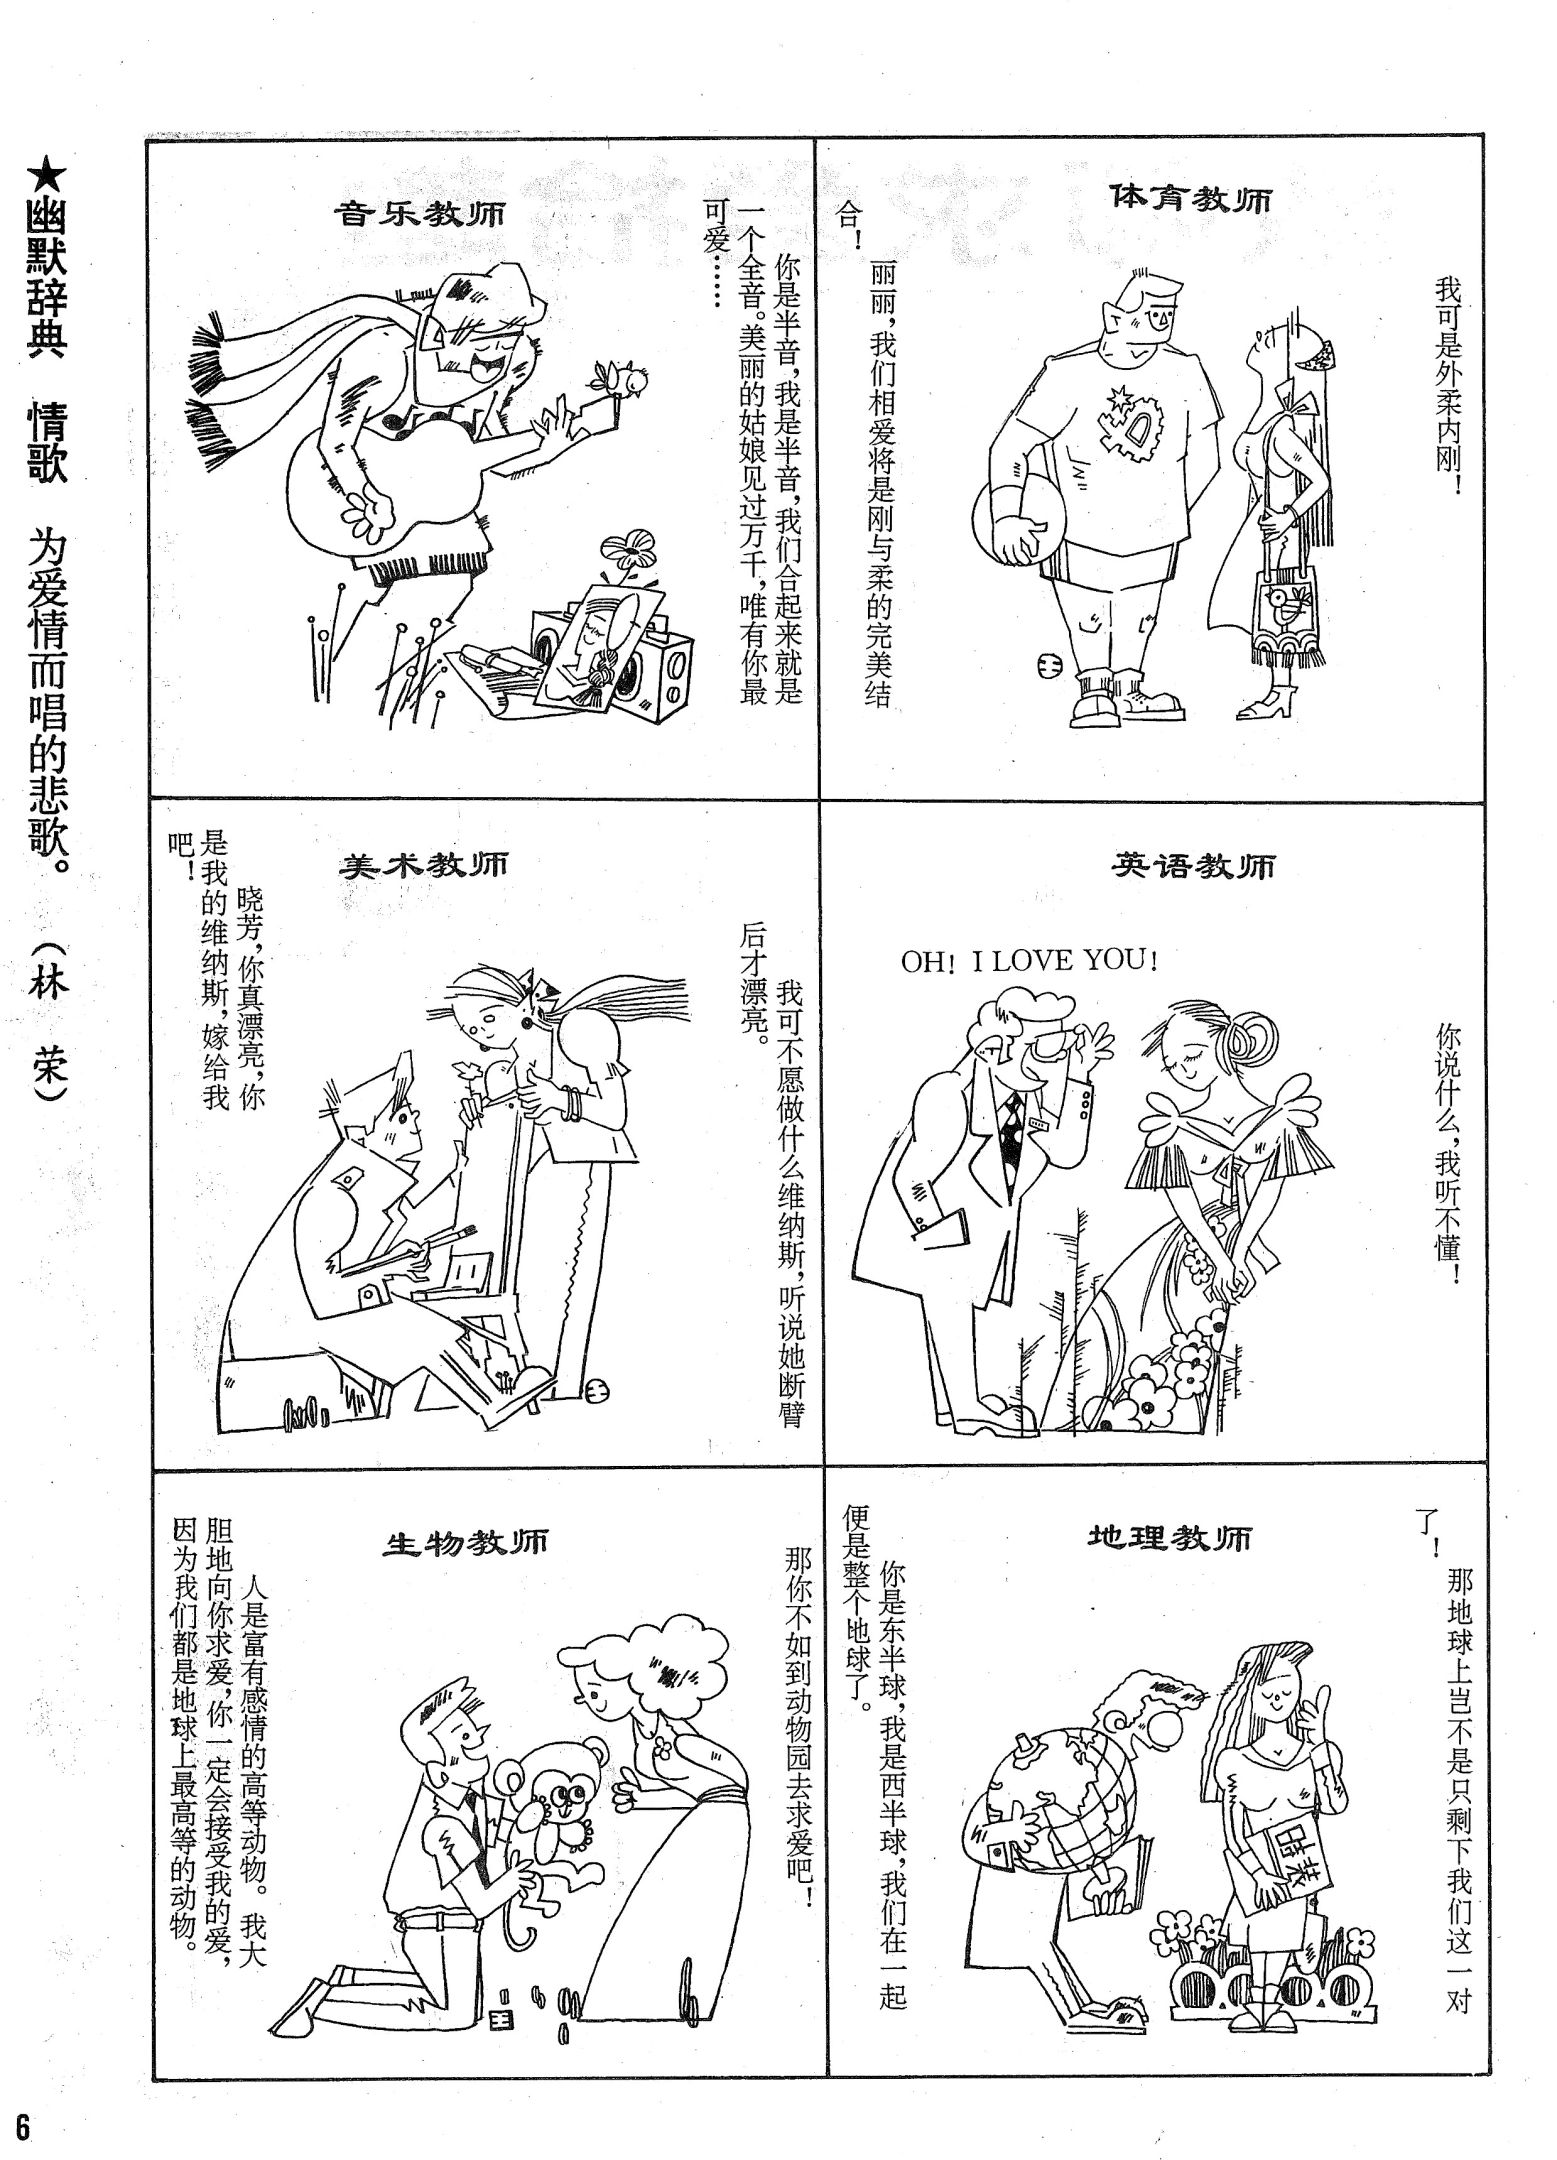 ★幽默辞典 情歌 为爱情而唱的悲歌。 (林 荣)
音乐教师
你是半音，我是半音，我们合起来就是
一个全音。美丽的姑娘见过万千，唯有你最
可爱……
体育教师
丽丽，我们相爱将是刚与柔的完美结
合！
我可是外柔内刚！
美术教师
晓芳，你真漂亮，你
是我的维纳斯，嫁给我
吧！
我可不愿做什么维纳斯，听说她断臂
后才漂亮。
英语教师
OH! I LOVE YOU!
你说什么，我听不懂！
生物教师
人是富有感情的高等动物。我大
胆地向你求爱，你一定会接受我的爱，
因为我们都是地球上最高等的动物。
那你不如到动物园去求爱吧！
地理教师
你是东半球，我是西半球，我们在一起
便是整个地球了。
那地球上岂不是只剩下我们这一对
了！
时装
6